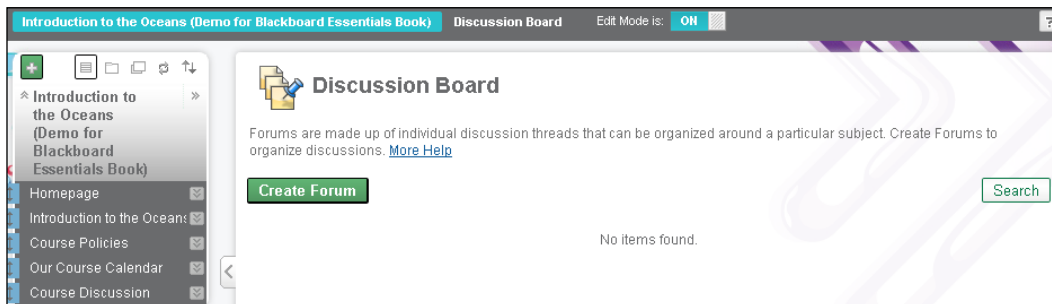 Introduction to the Oceans (Demo for Blackboard Essentials Book) Discussion Board Edit Mode is: ON ?
Introduction to
the Oceans
(Demo for
Blackboard
Essentials Book)
Homepage
Introduction to the Oceans
Course Policies
Our Course Calendar
Course Discussion
Discussion Board
Forums are made up of individual discussion threads that can be organized around a particular subject. Create Forums to
organize discussions. More Help
Create Forum Search
No items found.